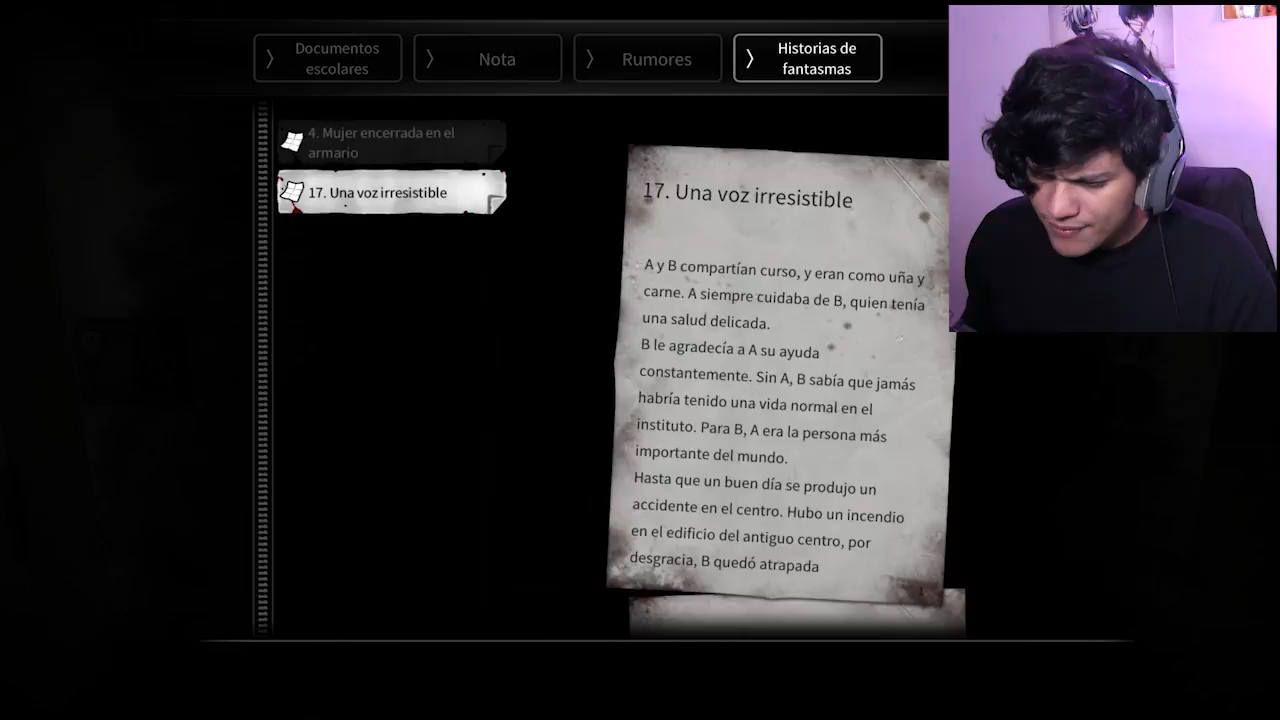 Documentos
escolares
Nota
Rumores
Historias de
fantasmas
4. Mujer encerrada en el
armario
17. Una voz irresistible
17. Una voz irresistible
A y B compartían curso, y eran como uña y
carne. A siempre cuidaba de B, quien tenía
una salud delicada.
B le agradecía a A su ayuda
constantemente. Sin A, B sabía que jamás
habría tenido una vida normal en el
instituto. Para B, A era la persona más
importante del mundo.
Hasta que un buen día se produjo un
accidente en el centro. Hubo un incendio
en el edificio del antiguo centro, por
desgracia, B quedó atrapada